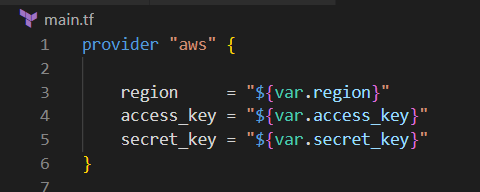 main.tf
1 provider "aws" {
2
3 region = "${var.region}"
4 access_key = "${var.access_key}"
5 secret_key = "${var.secret_key}"
6 }
7